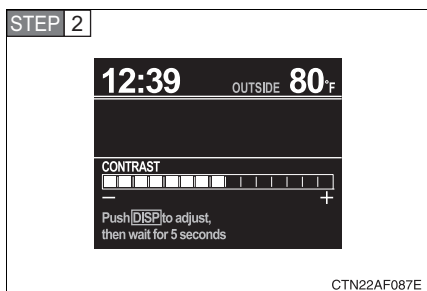 STEP 2
12:39 OUTSIDE 80°F
CONTRAST
− +
Push DISP to adjust,
then wait for 5 seconds
CTN22AF087E